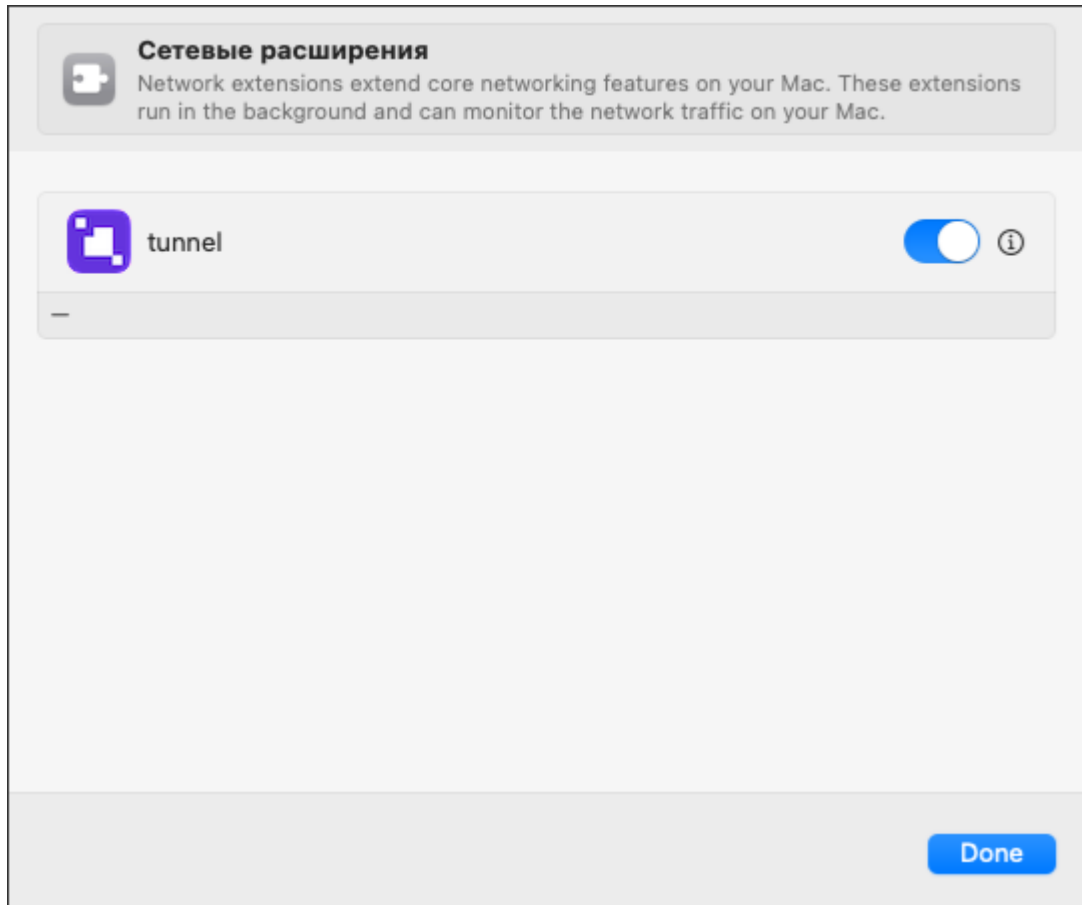 Сетевые расширения
Network extensions extend core networking features on your Mac. These extensions
run in the background and can monitor the network traffic on your Mac.
tunnel
Done